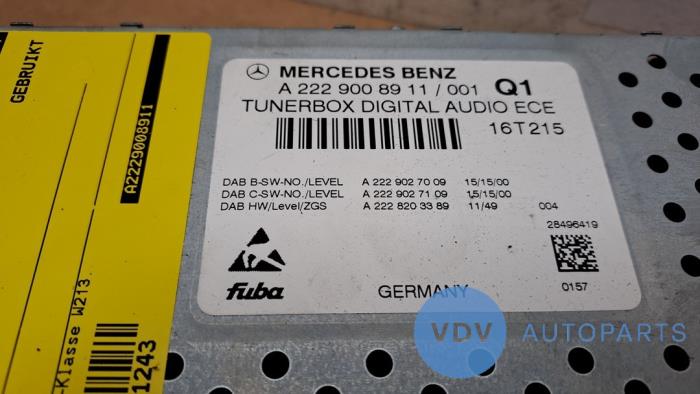 GEBRUIKT
A2229008911
-Klasse W213
1243
MERCEDES BENZ
A 222 900 89 11 / 001 Q1
TUNERBOX DIGITAL AUDIO ECE
16T215
DAB B-SW-NO./LEVEL A 222 902 70 09 15/15/00
DAB C-SW-NO./LEVEL A 222 902 71 09 15/15/00
DAB HW/Level/ZGS A 222 820 33 89 11/49 004
28496419
0157
fuba
GERMANY
VDV AUTOPARTS